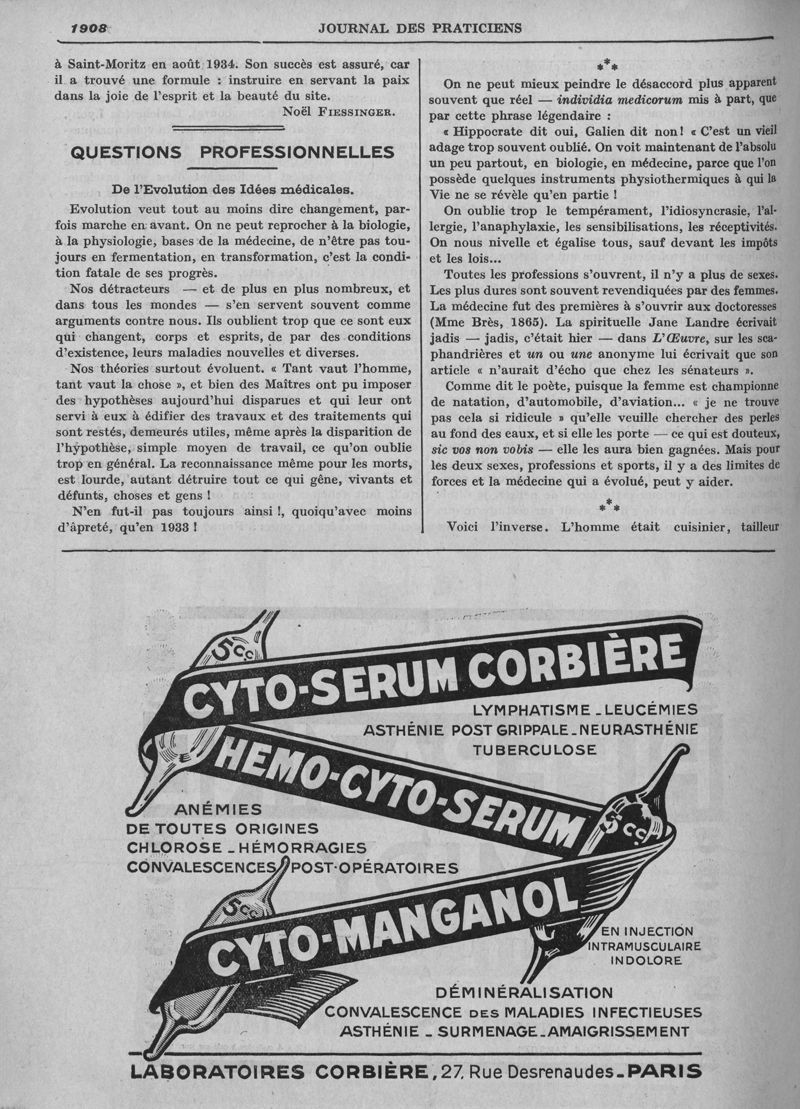 1908
JOURNAL DES PRATICIENS
à Saint-Moritz en août 1934. Son succès est assuré, car
il a trouvé une formule : instruire en servant la paix
dans la joie de l'esprit et la beauté du site.
Noël FIESSINGER.
QUESTIONS PROFESSIONNELLES
De l'Evolution des Idées médicales.
Evolution veut tout au moins dire changement, par-
fois marche en avant. On ne peut reprocher à la biologie,
à la physiologie, bases de la médecine, de n'être pas tou-
jours en fermentation, en transformation, c'est la condi-
tion fatale de ses progrès.
Nos détracteurs — et de plus en plus nombreux, et
dans tous les mondes — s'en servent souvent comme
arguments contre nous. Ils oublient trop que ce sont eux
qui changent, corps et esprits, de par des conditions
d'existence, leurs maladies nouvelles et diverses.
Nos théories surtout évoluent. « Tant vaut l'homme,
tant vaut la chose », et bien des Maîtres ont pu imposer
des hypothèses aujourd'hui disparues et qui leur ont
servi à eux à édifier des travaux et des traitements qui
sont restés, demeurés utiles, même après la disparition de
l'hypothèse, simple moyen de travail, ce qu'on oublie
trop en général. La reconnaissance même pour les morts,
est lourde, autant détruire tout ce qui gêne, vivants et
défunts, choses et gens !
N'en fut-il pas toujours ainsi !, quoiqu'avec moins
d'âpreté, qu'en 1933 !
***
On ne peut mieux peindre le désaccord plus apparent
souvent que réel — individia medicorum mis à part, que
par cette phrase légendaire :
« Hippocrate dit oui, Galien dit non ! « C'est un vieil
adage trop souvent oublié. On voit maintenant de l'absolu
un peu partout, en biologie, en médecine, parce que l'on
possède quelques instruments physiothermiques à qui la
Vie ne se révèle qu'en partie !
On oublie trop le tempérament, l'idiosyncrasie, l'al-
lergie, l'anaphylaxie, les sensibilisations, les réceptivités.
On nous nivelle et égalise tous, sauf devant les impôts
et les lois...
Toutes les professions s'ouvrent, il n'y a plus de sexes.
Les plus dures sont souvent revendiquées par des femmes.
La médecine fut des premières à s'ouvrir aux doctoresses
(Mme Brès, 1865). La spirituelle Jane Landre écrivait
jadis — jadis, c'était hier — dans L'Œuvre, sur les sca-
phandrières et un ou une anonyme lui écrivait que son
article « n'aurait d'écho que chez les sénateurs ».
Comme dit le poète, puisque la femme est championne
de natation, d'automobile, d'aviation... « je ne trouve
pas cela si ridicule » qu'elle veuille chercher des perles
au fond des eaux, et si elle les porte — ce qui est douteux,
sic vos non vobis — elle les aura bien gagnées. Mais pour
les deux sexes, professions et sports, il y a des limites de
forces et la médecine qui a évolué, peut y aider.
***
Voici l'inverse. L'homme était cuisinier, tailleur
5cc.
CYTO-SERUM CORBIÈRE
LYMPHATISME - LEUCÉMIES
ASTHÉNIE POST GRIPPALE - NEURASTHÉNIE
TUBERCULOSE
HEMO-CYTO-SERUM
5cc
ANÉMIES
DE TOUTES ORIGINES
CHLOROSE - HÉMORRAGIES
CONVALESCENCES POST-OPÉRATOIRES
5cc
CYTO-MANGANOL
EN INJECTION
INTRAMUSCULAIRE
INDOLORE
DÉMINÉRALISATION
CONVALESCENCE DES MALADIES INFECTIEUSES
ASTHÉNIE - SURMENAGE - AMAIGRISSEMENT
LABORATOIRES CORBIÈRE, 27, Rue Desrenaudes - PARIS